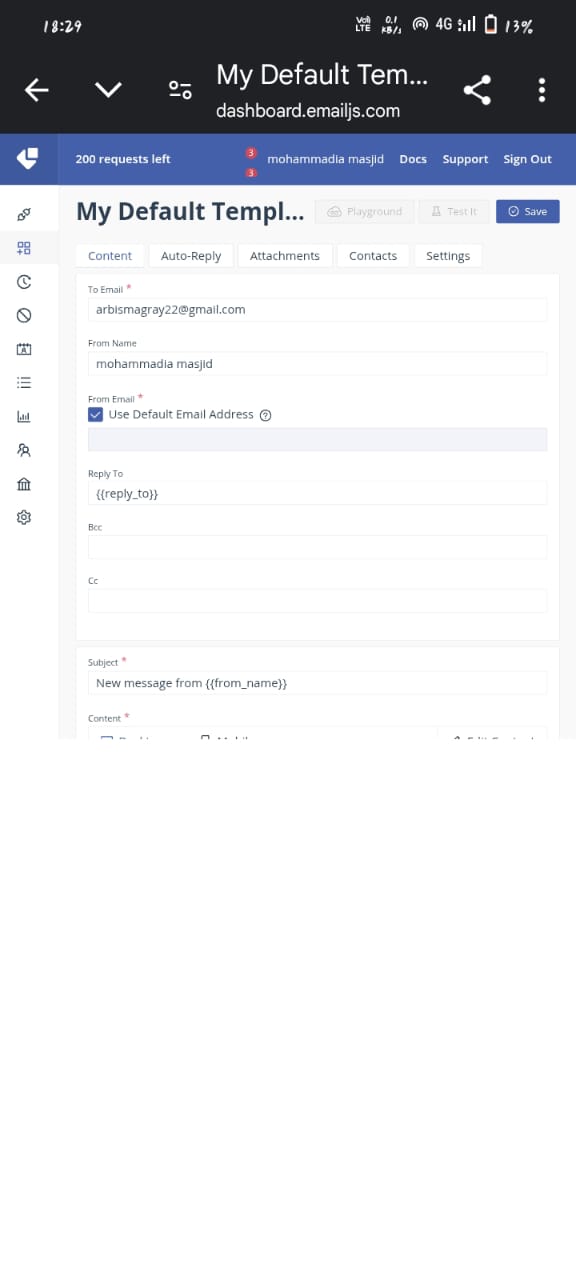 18:29
Vo)) LTE 0.1 KB/s 4G 13%
My Default Tem...
dashboard.emailjs.com
200 requests left
3
3
mohammadia masjid Docs Support Sign Out
My Default Templ...
Playground Test It Save
Content Auto-Reply Attachments Contacts Settings
To Email *
arbismagray22@gmail.com
From Name
mohammadia masjid
From Email *
Use Default Email Address
Reply To
{{reply_to}}
Bcc
Cc
Subject *
New message from {{from_name}}
Content *